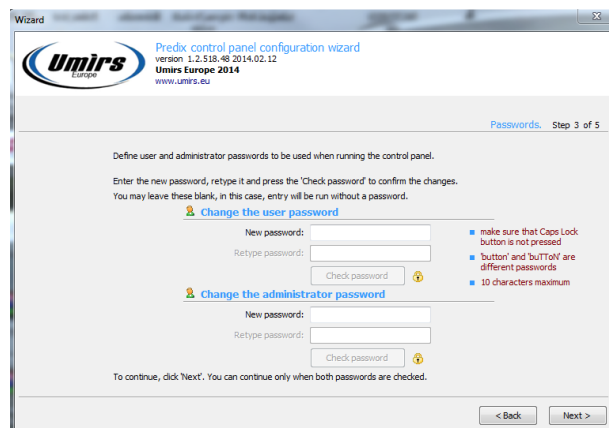 Wizard
Umirs
Europe
Predix control panel configuration wizard
version 1.2.518.48 2014.02.12
Umirs Europe 2014
www.umirs.eu
Passwords. Step 3 of 5
Define user and administrator passwords to be used when running the control panel.
Enter the new password, retype it and press the 'Check password' to confirm the changes.
You may leave these blank, in this case, entry will be run without a password.
Change the user password
New password:
Retype password:
Check password
make sure that Caps Lock
button is not pressed
'button' and 'buTToN' are
different passwords
10 characters maximum
Change the administrator password
New password:
Retype password:
Check password
To continue, click 'Next'. You can continue only when both passwords are checked.
< Back
Next >